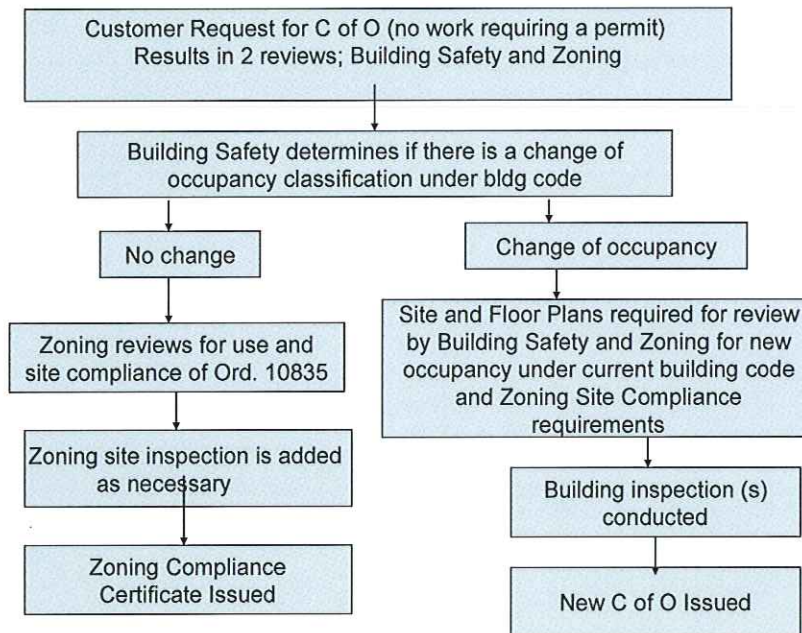 Customer Request for C of O (no work requiring a permit)
Results in 2 reviews; Building Safety and Zoning
Building Safety determines if there is a change of
occupancy classification under bldg code
No change
Zoning reviews for use and
site compliance of Ord. 10835
Zoning site inspection is added
as necessary
Zoning Compliance
Certificate Issued
Change of occupancy
Site and Floor Plans required for review
by Building Safety and Zoning for new
occupancy under current building code
and Zoning Site Compliance
requirements
Building inspection (s)
conducted
New C of O Issued